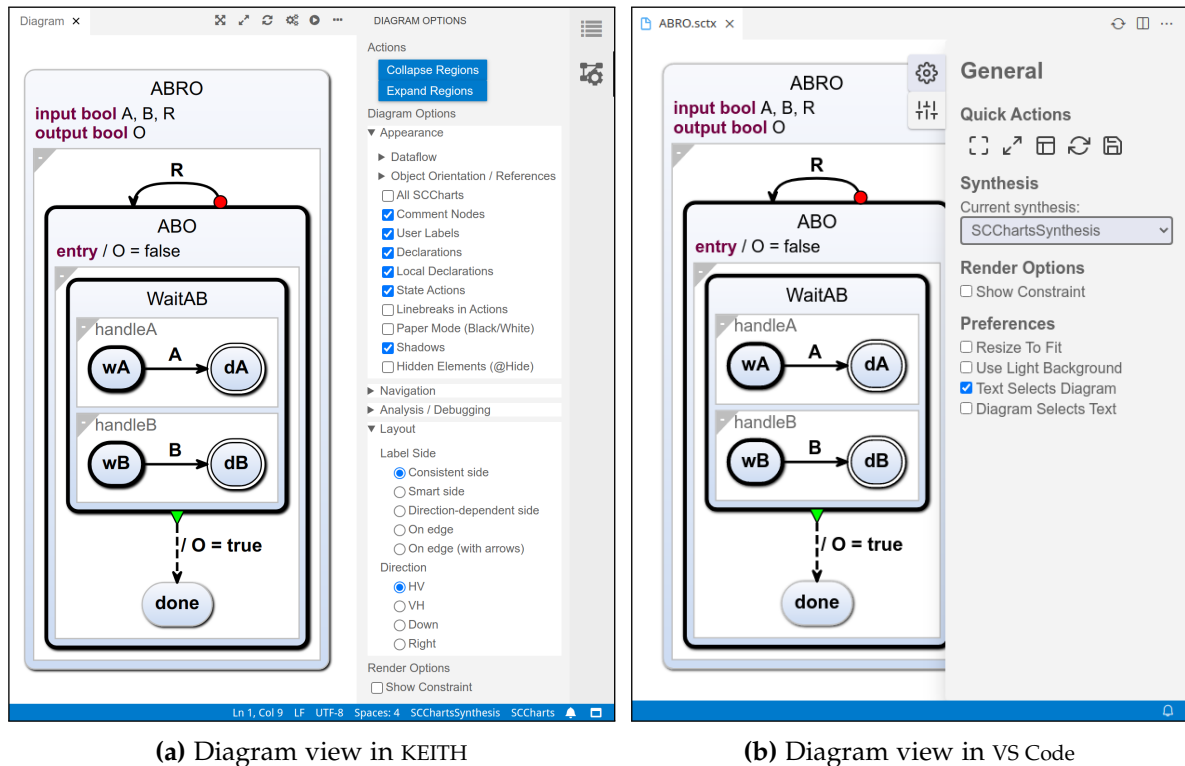 Diagram
DIAGRAM OPTIONS
ABRO
input bool A, B, R
output bool O
R
ABO
entry / O = false
WaitAB
handleA
wA
A
dA
handleB
wB
B
dB
/ O = true
done
Actions
Collapse Regions
Expand Regions
Diagram Options
Appearance
Dataflow
Object Orientation / References
All SCCharts
Comment Nodes
User Labels
Declarations
Local Declarations
State Actions
Linebreaks in Actions
Paper Mode (Black/White)
Shadows
Hidden Elements (@Hide)
Navigation
Analysis / Debugging
Layout
Label Side
Consistent side
Smart side
Direction-dependent side
On edge
On edge (with arrows)
Direction
HV
VH
Down
Right
Render Options
Show Constraint
Ln 1, Col 9 LF UTF-8 Spaces: 4 SCChartsSynthesis SCCharts
(a) Diagram view in KEITH
ABRO.sctx
ABRO
input bool A, B, R
output bool O
R
ABO
entry / O = false
WaitAB
handleA
wA
A
dA
handleB
wB
B
dB
/ O = true
done
General
Quick Actions
Synthesis
Current synthesis:
SCChartsSynthesis
Render Options
Show Constraint
Preferences
Resize To Fit
Use Light Background
Text Selects Diagram
Diagram Selects Text
(b) Diagram view in VS Code